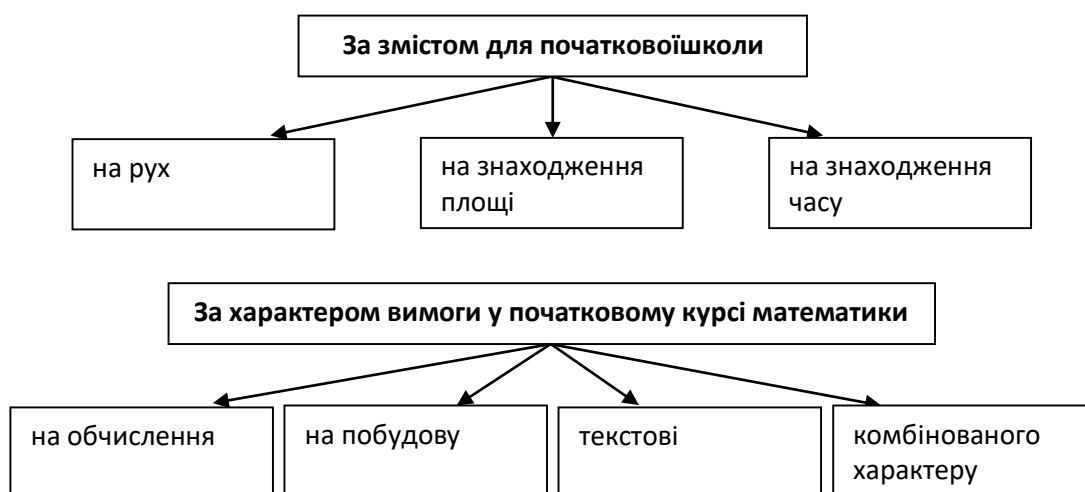 За змістом для початковоїшколи
на рух
на знаходження
площі
на знаходження
часу
За характером вимоги у початковому курсі математики
на обчислення
на побудову
текстові
комбінованого
характеру